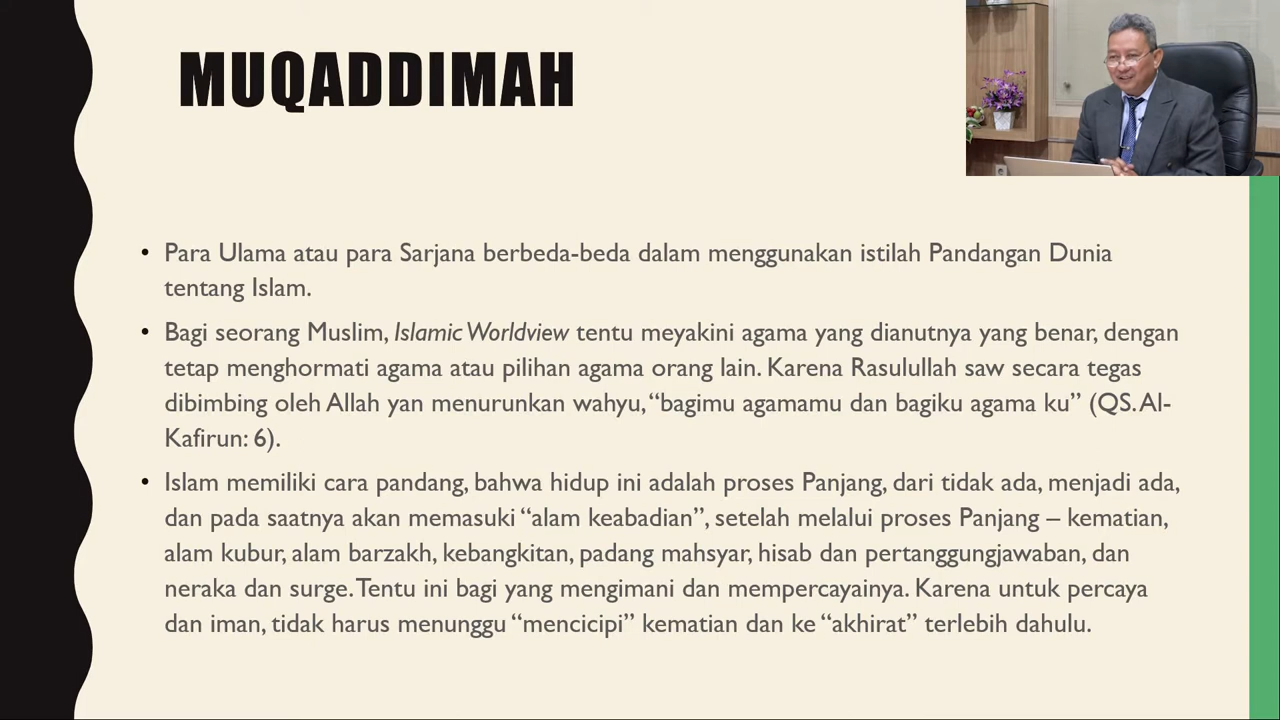 MUQADDIMAH
• Para Ulama atau para Sarjana berbeda-beda dalam menggunakan istilah Pandangan Dunia
tentang Islam.
• Bagi seorang Muslim, Islamic Worldview tentu meyakini agama yang dianutnya yang benar, dengan
tetap menghormati agama atau pilihan agama orang lain. Karena Rasulullah saw secara tegas
dibimbing oleh Allah yan menurunkan wahyu, “bagimu agamamu dan bagiku agama ku” (QS. Al-
Kafirun: 6).
• Islam memiliki cara pandang, bahwa hidup ini adalah proses Panjang, dari tidak ada, menjadi ada,
dan pada saatnya akan memasuki “alam keabadian”, setelah melalui proses Panjang – kematian,
alam kubur, alam barzakh, kebangkitan, padang mahsyar, hisab dan pertanggungjawaban, dan
neraka dan surge. Tentu ini bagi yang mengimani dan mempercayainya. Karena untuk percaya
dan iman, tidak harus menunggu “mencicipi” kematian dan ke “akhirat” terlebih dahulu.